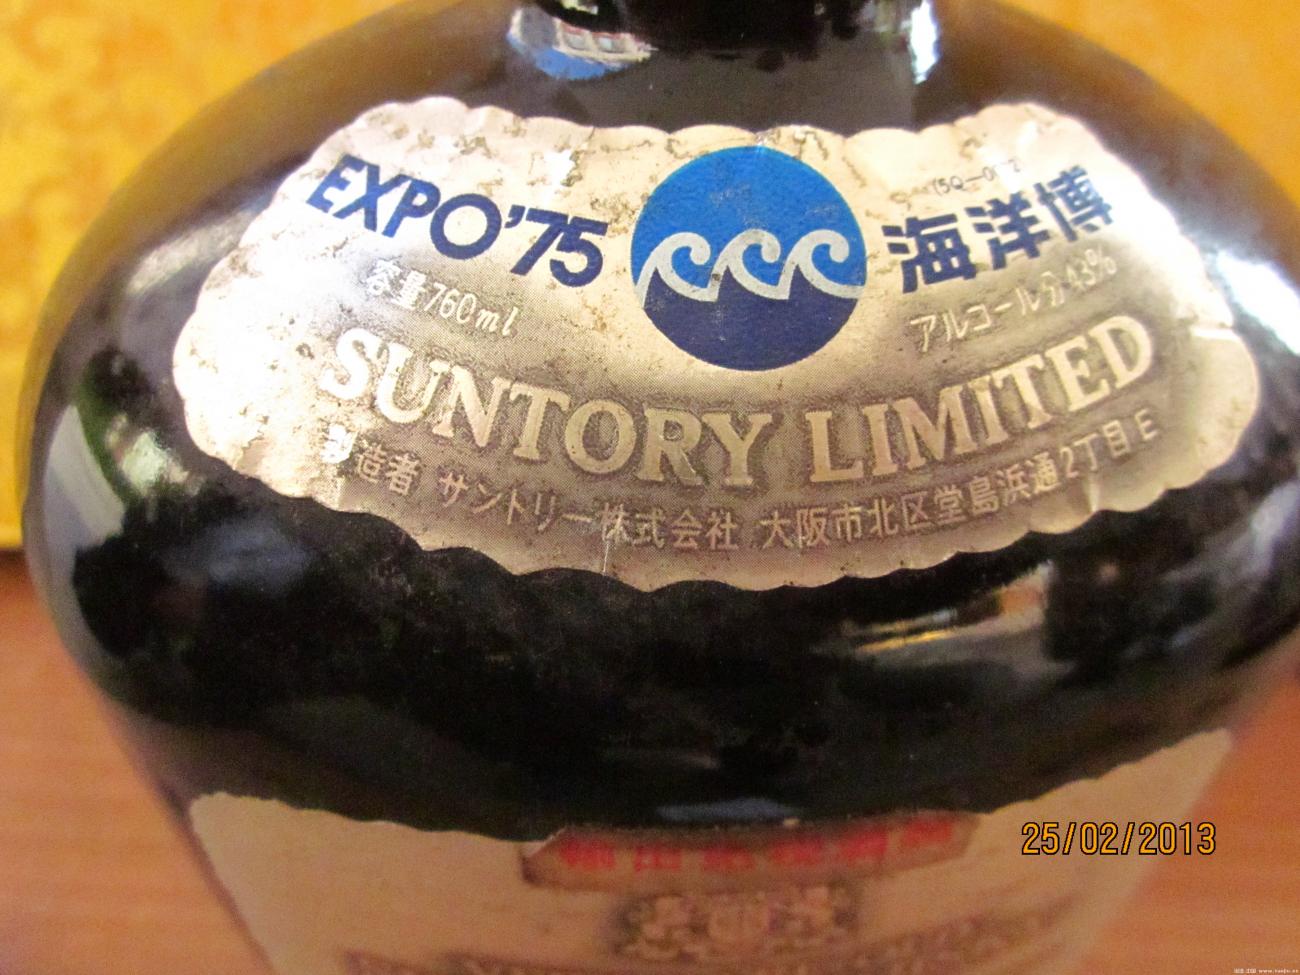 EXPO'75
海洋博
容量760ml
アルコール分43%
SUNTORY LIMITED
製造者 サントリー株式会社 大阪市北区堂島浜通2丁目
25/02/2013